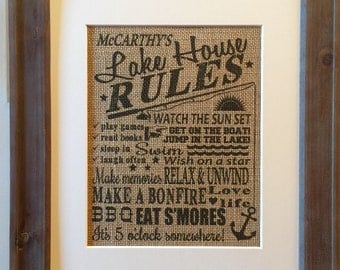 McCARTHY'S
Lake House
RULES
WATCH THE SUN SET
✓ play games
GET ON THE BOAT!
✓ read books
JUMP IN THE LAKE!
✓ sleep in
Swim
✓ laugh often
Wish on a star
Make memories RELAX & UNWIND
MAKE A BONFIRE
Love life
BBQ EAT S'MORES
It's 5 o'clock somewhere!